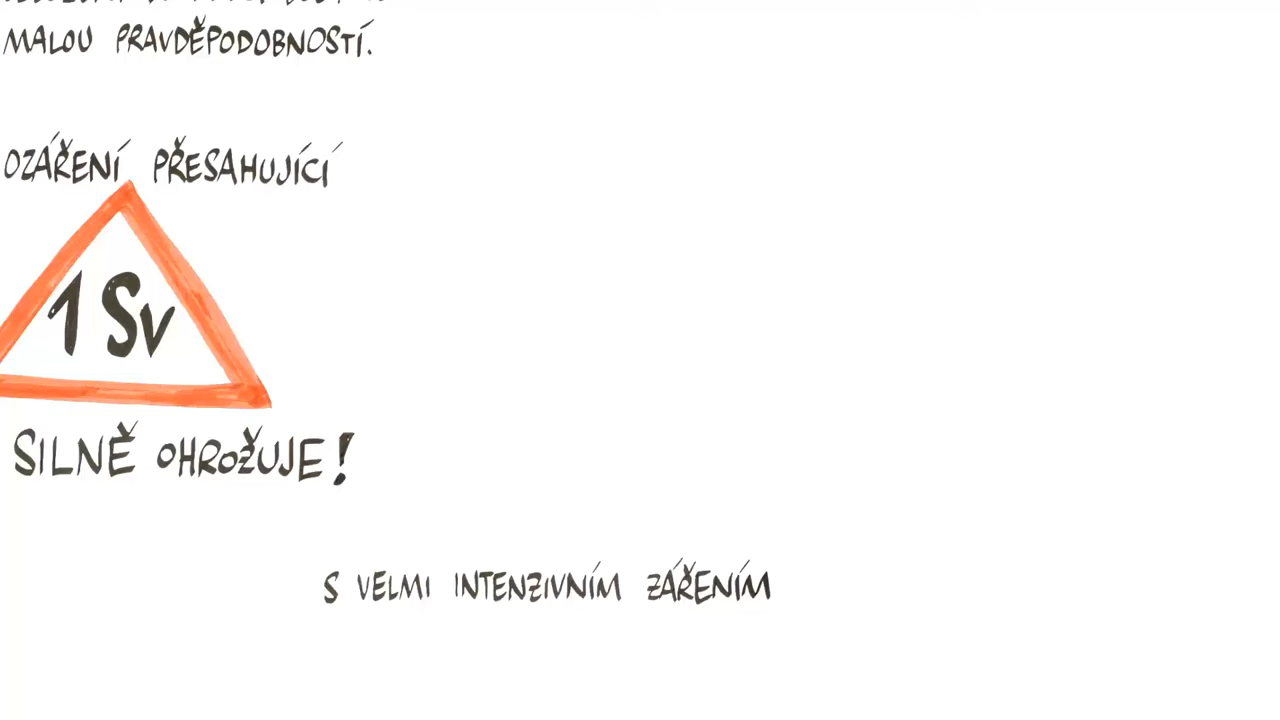 MALOU PRAVDĚPODOBNOSTÍ.
OZÁŘENÍ PŘESAHUJÍCÍ
1 Sv
SILNĚ OHROŽUJE!
S VELMI INTENZIVNÍM ZÁŘENÍM